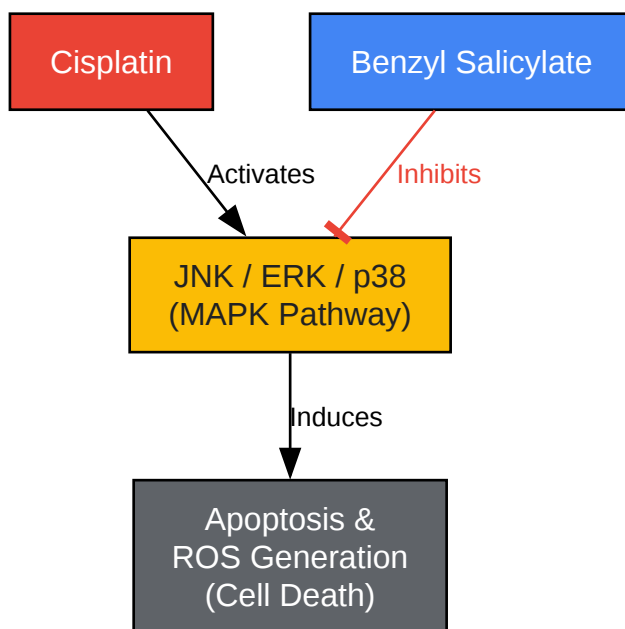 Cisplatin
Benzyl Salicylate
Activates
Inhibits
JNK / ERK / p38
(MAPK Pathway)
Induces
Apoptosis &
ROS Generation
(Cell Death)